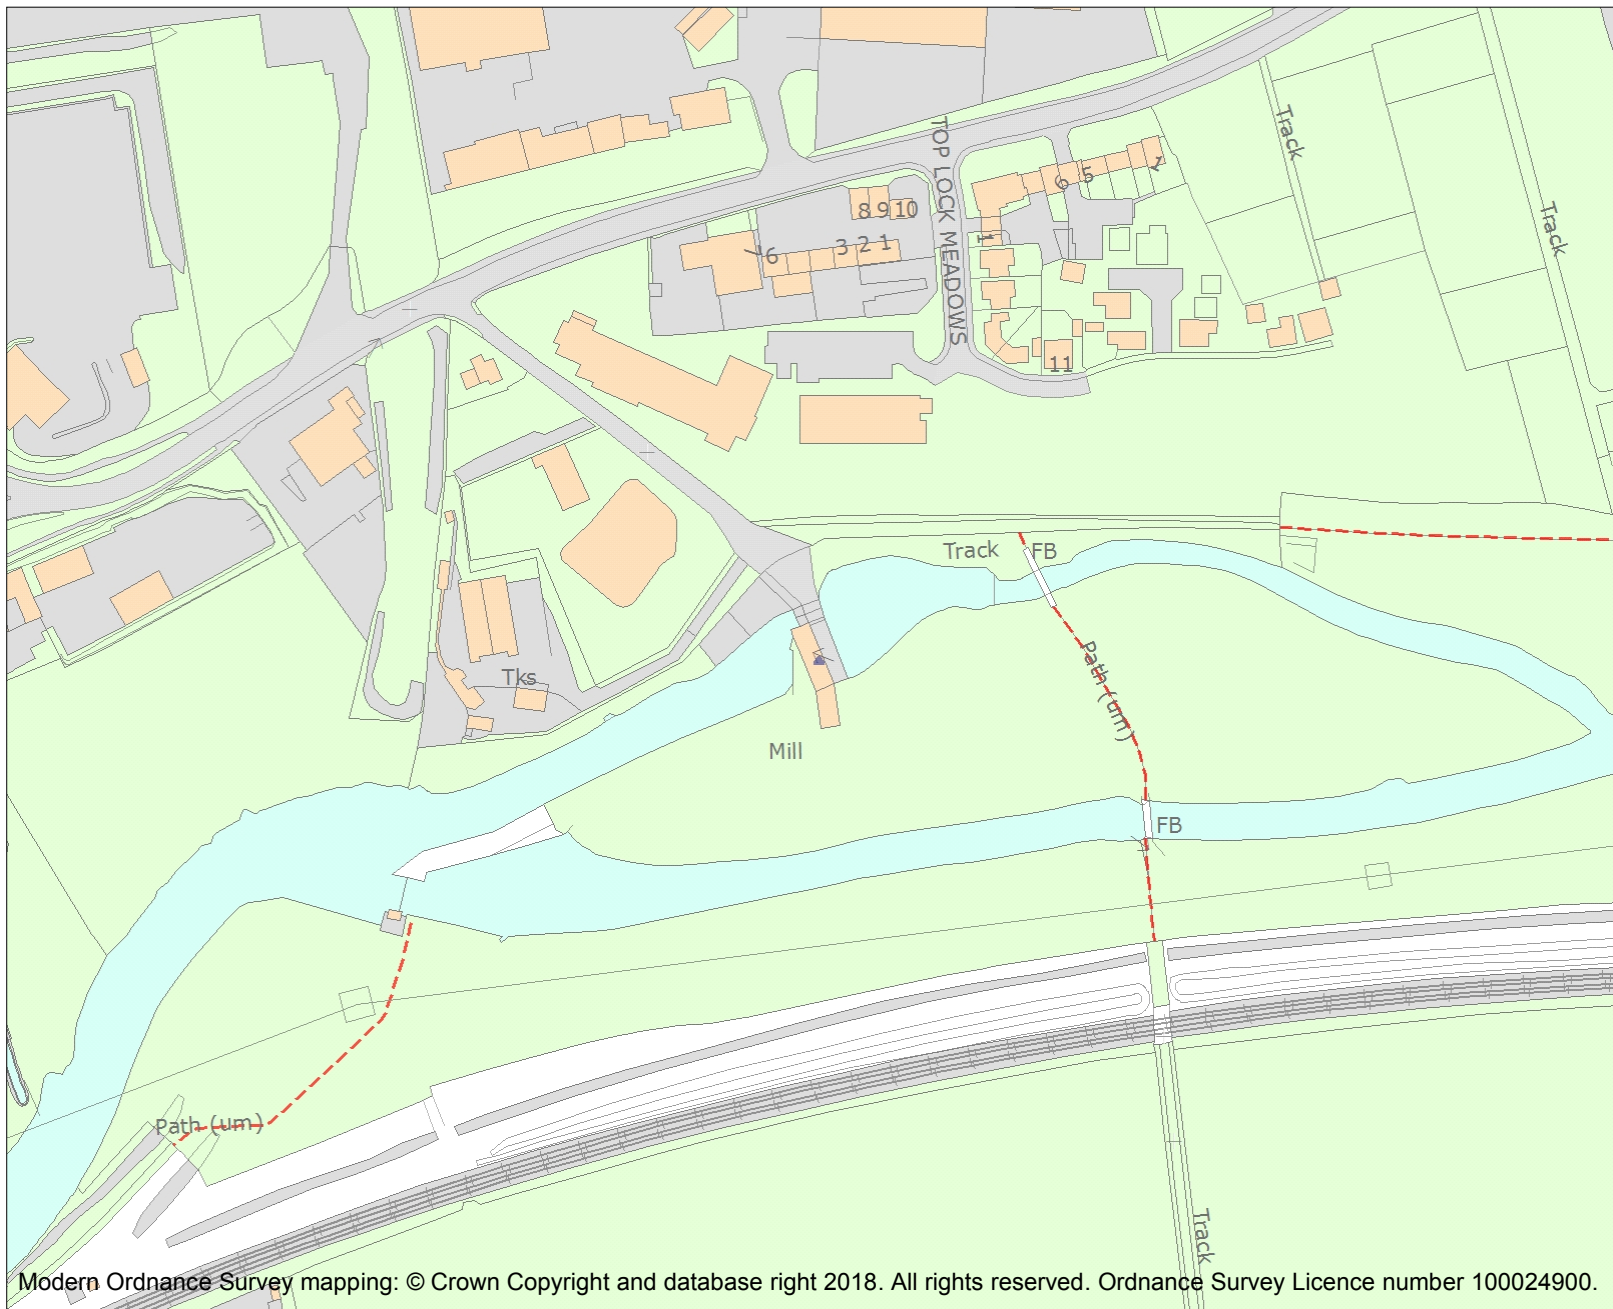 Track
Track
TOP LOCK MEADOWS
1
5
6
8 9 10
1
3 2 1
7
6
11
Track
FB
Path (um)
Tks
Mill
FB
Path (um)
Track
Modern Ordnance Survey mapping: © Crown Copyright and database right 2018. All rights reserved. Ordnance Survey Licence number 100024900.